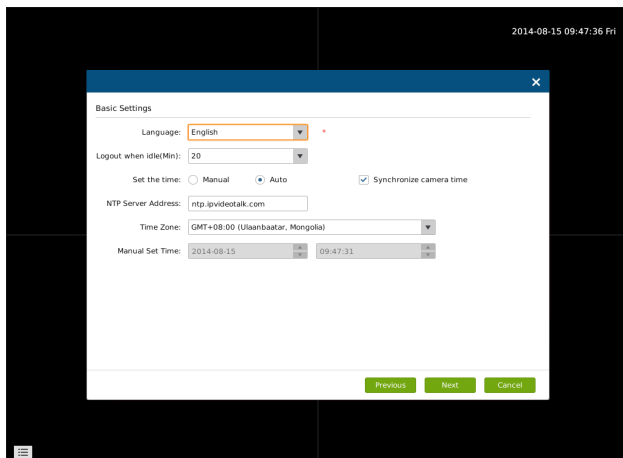 2014-08-15 09:47:36 Fri
Basic Settings
Language: English *
Logout when idle(Min): 20
Set the time: Manual Auto Synchronize camera time
NTP Server Address: ntp.ipvideotalk.com
Time Zone: GMT+08:00 (Ulaanbaatar, Mongolia)
Manual Set Time: 2014-08-15 09:47:31
Previous Next Cancel